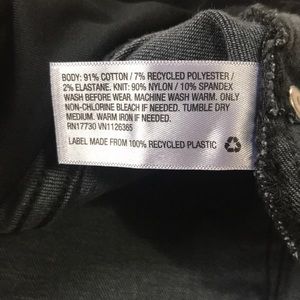 BODY: 91% COTTON / 7% RECYCLED POLYESTER /
2% ELASTANE. KNIT: 90% NYLON / 10% SPANDEX
WASH BEFORE WEAR. MACHINE WASH WARM. ONLY
NON-CHLORINE BLEACH IF NEEDED. TUMBLE DRY
MEDIUM. WARM IRON IF NEEDED.
RN17730 VN1126365
LABEL MADE FROM 100% RECYCLED PLASTIC